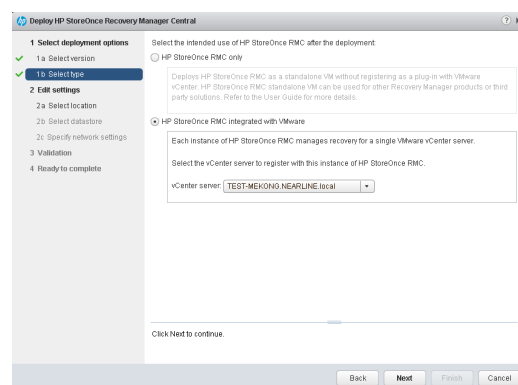 Deploy HP StoreOnce Recovery Manager Central
?
1 Select deployment options
1a Select version
1b Select type
2 Edit settings
2a Select location
2b Select datastore
2c Specify network settings
3 Validation
4 Ready to complete
Select the intended use of HP StoreOnce RMC after the deployment:
HP StoreOnce RMC only
Deploys HP StoreOnce RMC as a standalone VM without registering as a plug-in with VMware
vCenter. HP StoreOnce RMC standalone VM can be used for other Recovery Manager products or third
party solutions. Refer to the User Guide for more details.
HP StoreOnce RMC integrated with VMware
Each instance of HP StoreOnce RMC manages recovery for a single VMware vCenter server.
Select the vCenter server to register with this instance of HP StoreOnce RMC.
vCenter server: TEST-MEKONG.NEARLINE.local
Click Next to continue.
Back Next Finish Cancel